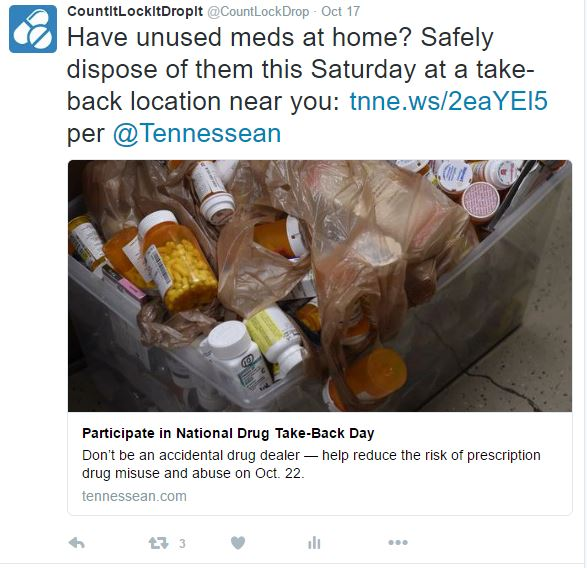 CountItLockItDropIt @CountLockDrop · Oct 17
Have unused meds at home? Safely
dispose of them this Saturday at a take-
back location near you: tnne.ws/2eaYEl5
per @Tennessean
Participate in National Drug Take-Back Day
Don't be an accidental drug dealer — help reduce the risk of prescription
drug misuse and abuse on Oct. 22.
tennessean.com
3